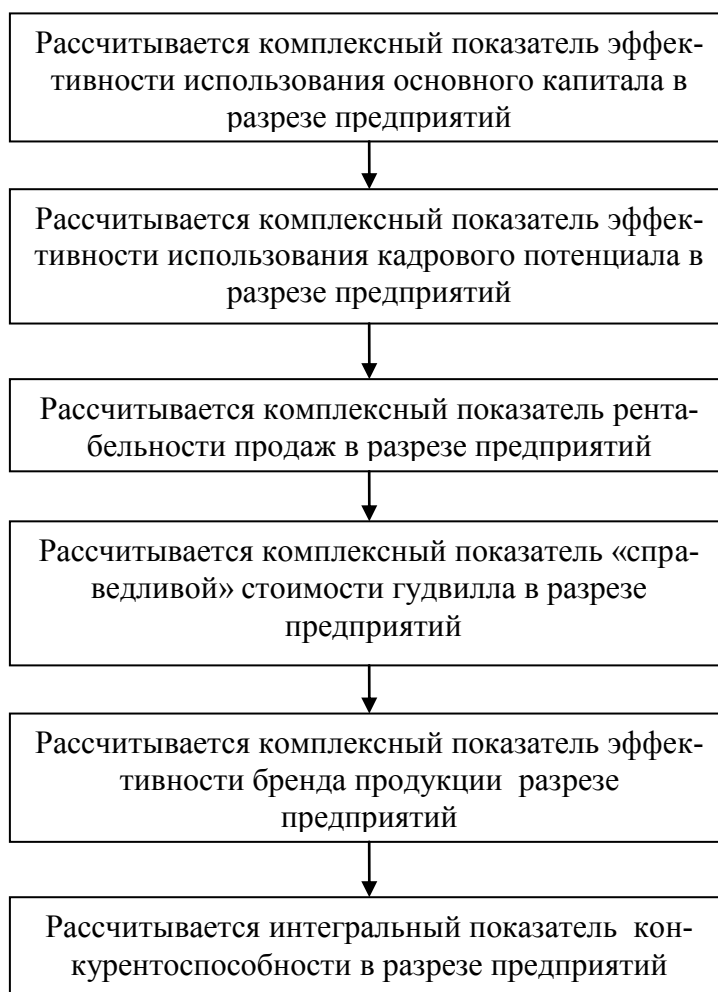 Рассчитывается комплексный показатель эффек-
тивности использования основного капитала в
разрезе предприятий
Рассчитывается комплексный показатель эффек-
тивности использования кадрового потенциала в
разрезе предприятий
Рассчитывается комплексный показатель рента-
бельности продаж в разрезе предприятий
Рассчитывается комплексный показатель «спра-
ведливой» стоимости гудвилла в разрезе
предприятий
Рассчитывается комплексный показатель эффек-
тивности бренда продукции разрезе
предприятий
Рассчитывается интегральный показатель кон-
курентоспособности в разрезе предприятий